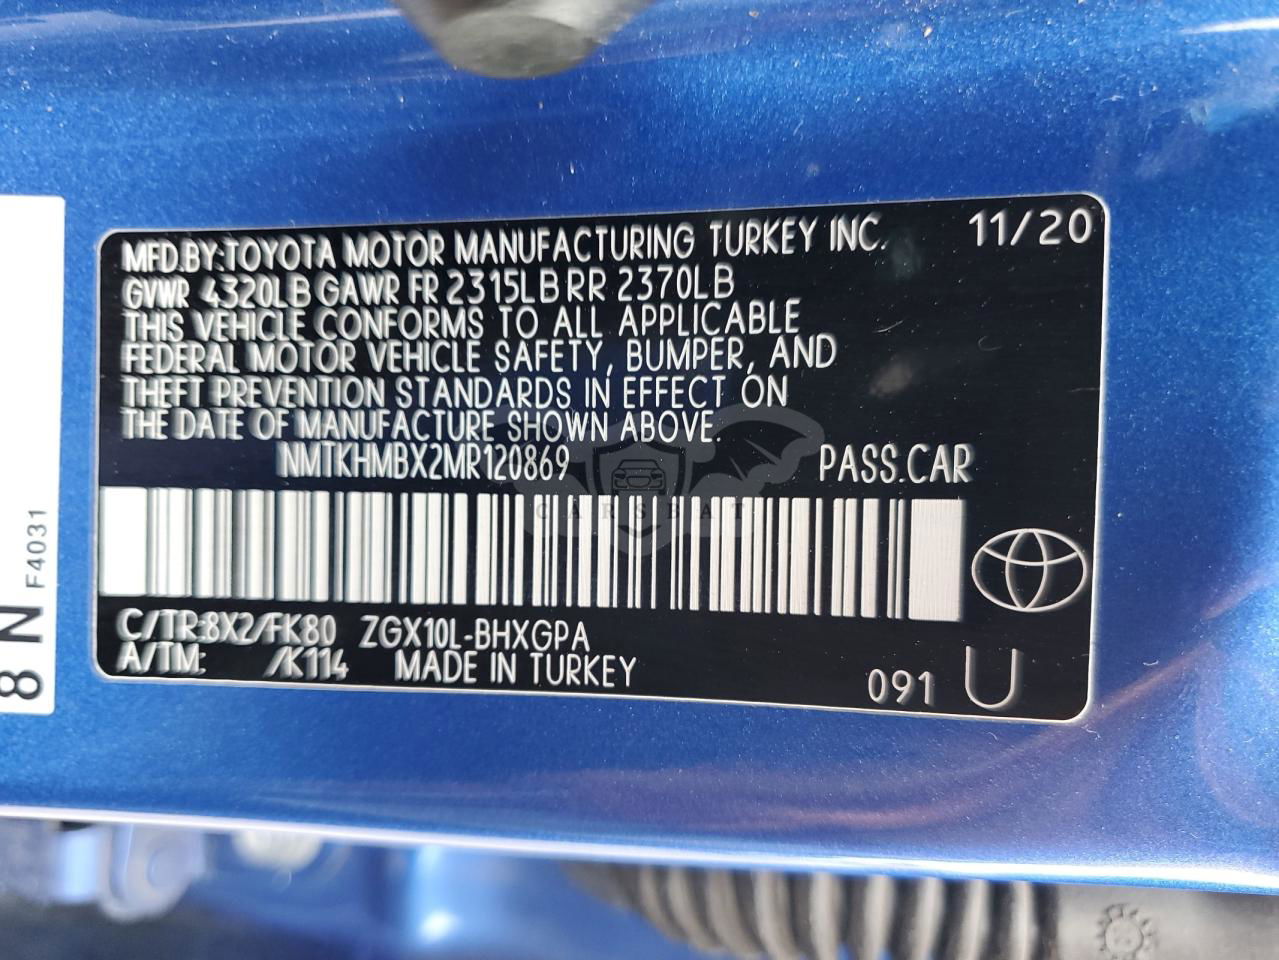 MFD.BY:TOYOTA MOTOR MANUFACTURING TURKEY INC. 11/20
GVWR 4320LB GAWR FR 2315LB RR 2370LB
THIS VEHICLE CONFORMS TO ALL APPLICABLE
FEDERAL MOTOR VEHICLE SAFETY, BUMPER, AND
THEFT PREVENTION STANDARDS IN EFFECT ON
THE DATE OF MANUFACTURE SHOWN ABOVE.
NMTKHMBX2MR120869 PASS.CAR
CARSBAT
C/TR:8X2/FK80 ZGX10L-BHXGPA
A/TM: /K114 MADE IN TURKEY
091 U
F4031
8 N